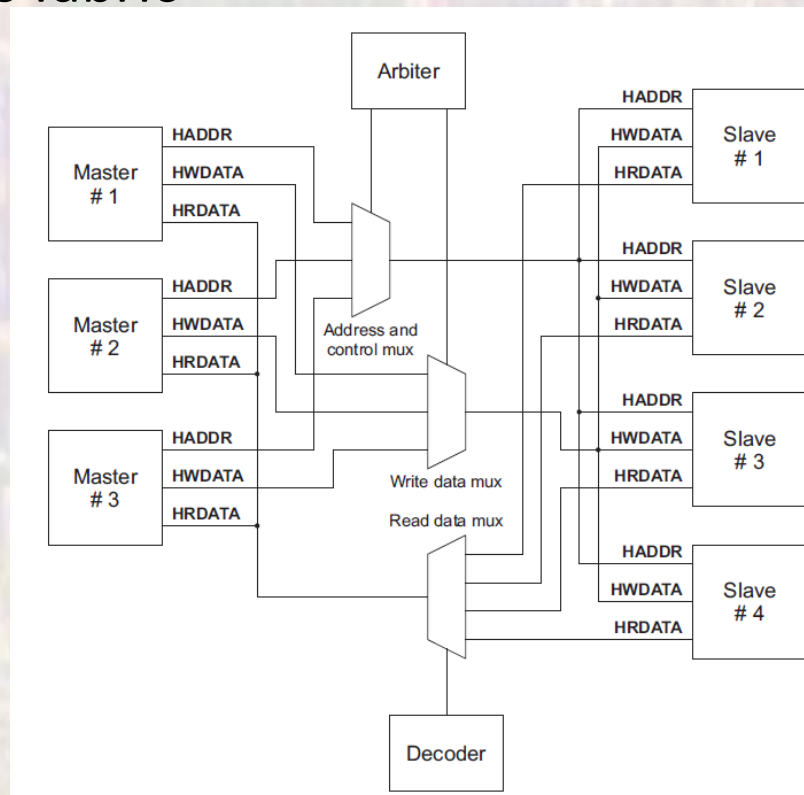 Arbiter
Master
# 1
HADDR
HWDATA
HRDATA
Master
# 2
HADDR
HWDATA
HRDATA
Master
# 3
HADDR
HWDATA
HRDATA
Address and
control mux
Write data mux
Read data mux
Decoder
HADDR
HWDATA
HRDATA
Slave
# 1
HADDR
HWDATA
HRDATA
Slave
# 2
HADDR
HWDATA
HRDATA
Slave
# 3
HADDR
HWDATA
HRDATA
Slave
# 4